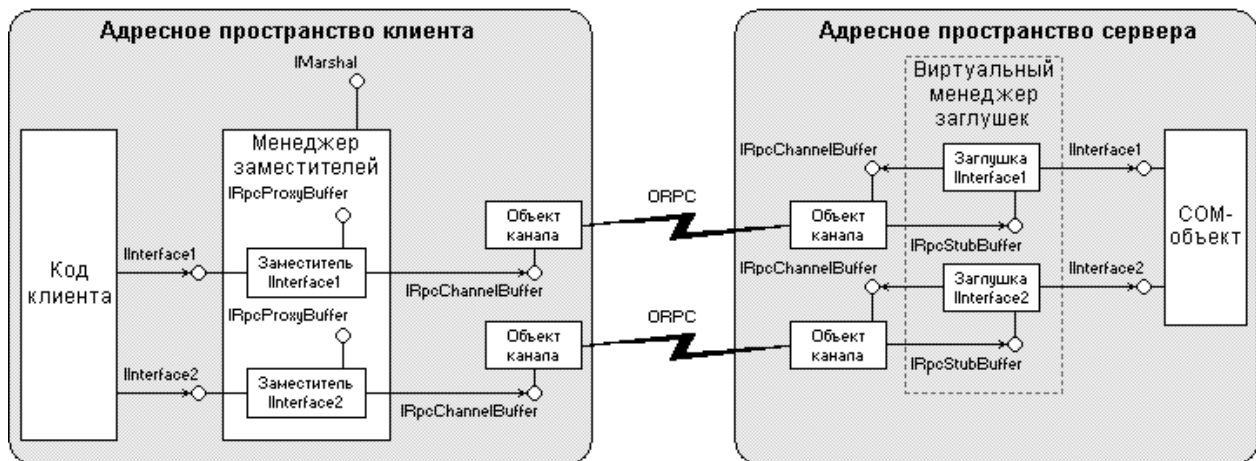 Адресное пространство клиента
IMarshal
Код
клиента
Менеджер
заместителей
IRpcProxyBuffer
IInterface1
Заместитель
IInterface1
IRpcChannelBuffer
IRpcProxyBuffer
IInterface2
Заместитель
IInterface2
IRpcChannelBuffer
Объект
канала
Объект
канала
ORPC
ORPC
Адресное пространство сервера
Виртуальный
менеджер
заглушек
IRpcChannelBuffer
Заглушка
IInterface1
IInterface1
Объект
канала
IRpcStubBuffer
IRpcChannelBuffer
Заглушка
IInterface2
IInterface2
Объект
канала
IRpcStubBuffer
COM-
объект